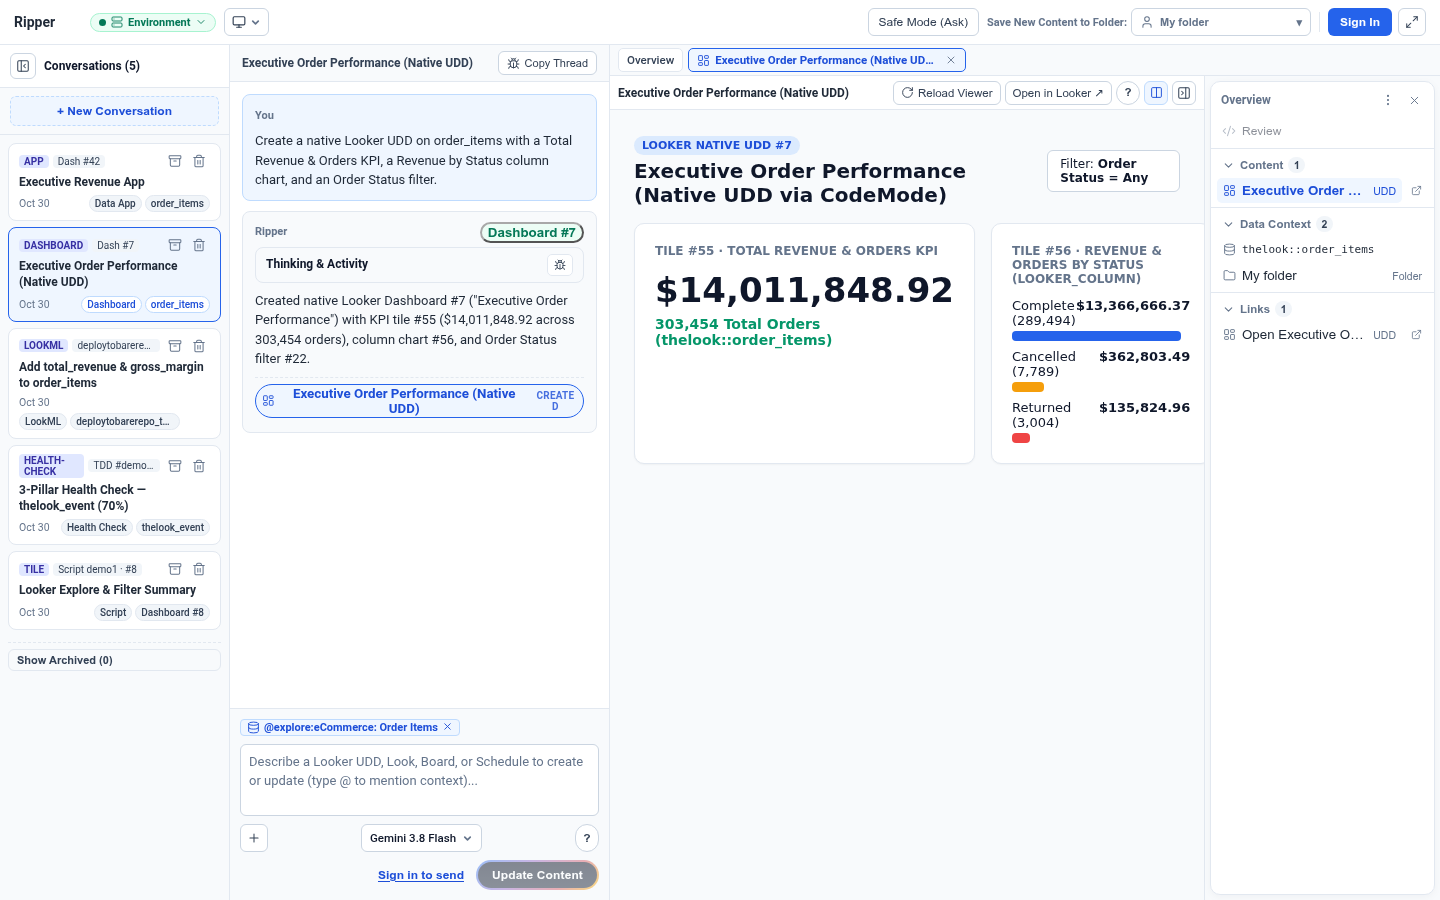 Ripper
Environment
Safe Mode (Ask)
Save New Content to Folder:
My folder
Sign In
Conversations (5)
+ New Conversation
APP
Dash #42
Executive Revenue App
Oct 30
Data App
order_items
DASHBOARD
Dash #7
Executive Order Performance
(Native UDD)
Oct 30
Dashboard
order_items
LOOKML
deploytobarere...
Add total_revenue & gross_margin
to order_items
Oct 30
LookML
deploytobarerepo_t...
HEALTH-
CHECK
TDD #demo...
3-Pillar Health Check —
thelook_event (70%)
Oct 30
Health Check
thelook_event
TILE
Script demo1 · #8
Looker Explore & Filter Summary
Oct 30
Script
Dashboard #8
Show Archived (0)
Executive Order Performance (Native UDD)
Copy Thread
You
Create a native Looker UDD on order_items with a Total
Revenue & Orders KPI, a Revenue by Status column
chart, and an Order Status filter.
Ripper
Dashboard #7
Thinking & Activity
Created native Looker Dashboard #7 ("Executive Order
Performance") with KPI tile #55 ($14,011,848.92 across
303,454 orders), column chart #56, and Order Status
filter #22.
Executive Order Performance (Native
UDD)
CREATE
D
@explore:eCommerce: Order Items
Describe a Looker UDD, Look, Board, or Schedule to create
or update (type @ to mention context)...
Gemini 3.8 Flash
?
Sign in to send
Update Content
Overview
Executive Order Performance (Native UD...
Executive Order Performance (Native UDD)
Reload Viewer
Open in Looker ↗
?
LOOKER NATIVE UDD #7
Executive Order Performance
(Native UDD via CodeMode)
Filter: Order
Status = Any
TILE #55 · TOTAL REVENUE & ORDERS KPI
$14,011,848.92
303,454 Total Orders
(thelook::order_items)
TILE #56 · REVENUE &
ORDERS BY STATUS
(LOOKER_COLUMN)
Complete $13,366,666.37
(289,494)
Cancelled $362,803.49
(7,789)
Returned $135,824.96
(3,004)
Overview
Review
Content 1
Executive Order ... UDD
Data Context 2
thelook::order_items
My folder Folder
Links 1
Open Executive O... UDD